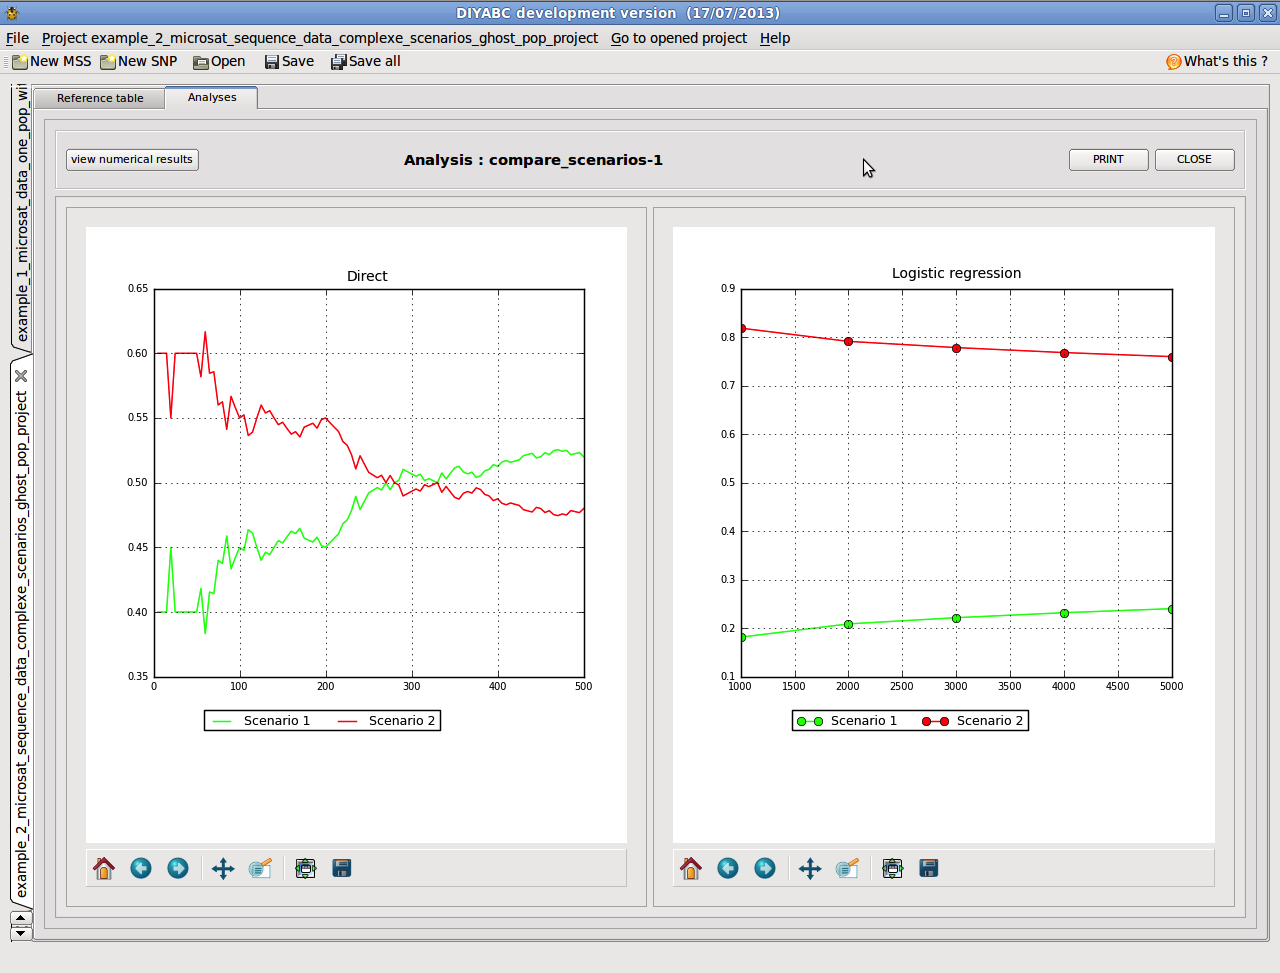 DIYABC development version (17/07/2013)
File Project example_2_microsat_sequence_data_complexe_scenarios_ghost_pop_project Go to opened project Help
New MSS New SNP Open Save Save all What's this ?
Reference table Analyses
example_1_microsat_data_one_pop_wi
example_2_microsat_sequence_data_complexe_scenarios_ghost_pop_project
view numerical results Analysis : compare_scenarios-1 PRINT CLOSE
Direct
0.65
0.60
0.55
0.50
0.45
0.40
0.35
0 100 200 300 400 500
Scenario 1 Scenario 2
Logistic regression
0.9
0.8
0.7
0.6
0.5
0.4
0.3
0.2
0.1
1000 1500 2000 2500 3000 3500 4000 4500 5000
Scenario 1 Scenario 2